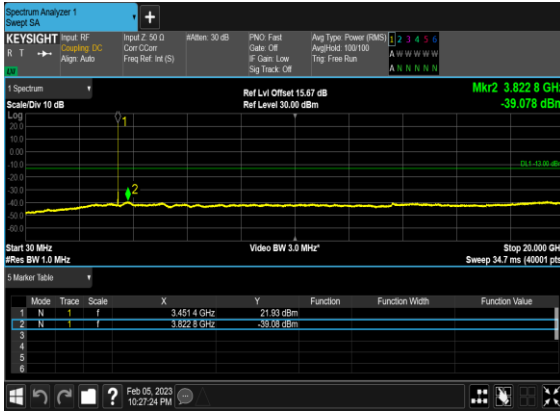 Spectrum Analyzer 1
Swept SA
+
KEYSIGHT Input: RF Input Z: 50 Ω #Atten: 30 dB PNO: Fast Avg Type: Power (RMS) 1 2 3 4 5 6
R T Coupling: DC Corr CCorr Gate: Off Avg|Hold: 100/100 A W W W W W
Align: Auto Freq Ref: Int (S) IF Gain: Low Trig: Free Run
Sig Track: Off A N N N N N
1 Spectrum Ref Lvl Offset 15.67 dB Mkr2 3.822 8 GHz
Scale/Div 10 dB Ref Level 30.00 dBm -39.078 dBm
Log
20.0
10.0
0.00
-10.0
DL1 -13.00 dBm
-20.0
-30.0
-40.0
-50.0
-60.0
1
2
Start 30 MHz Video BW 3.0 MHz* Stop 20.000 GH
#Res BW 1.0 MHz Sweep 34.7 ms (40001 pts
5 Marker Table
Mode Trace Scale X Y Function Function Width Function Value
1 N 1 f 3.451 4 GHz 21.93 dBm
2 N 1 f 3.822 8 GHz -39.08 dBm
3
4
5
6
? Feb 05, 2023
10:27:24 PM